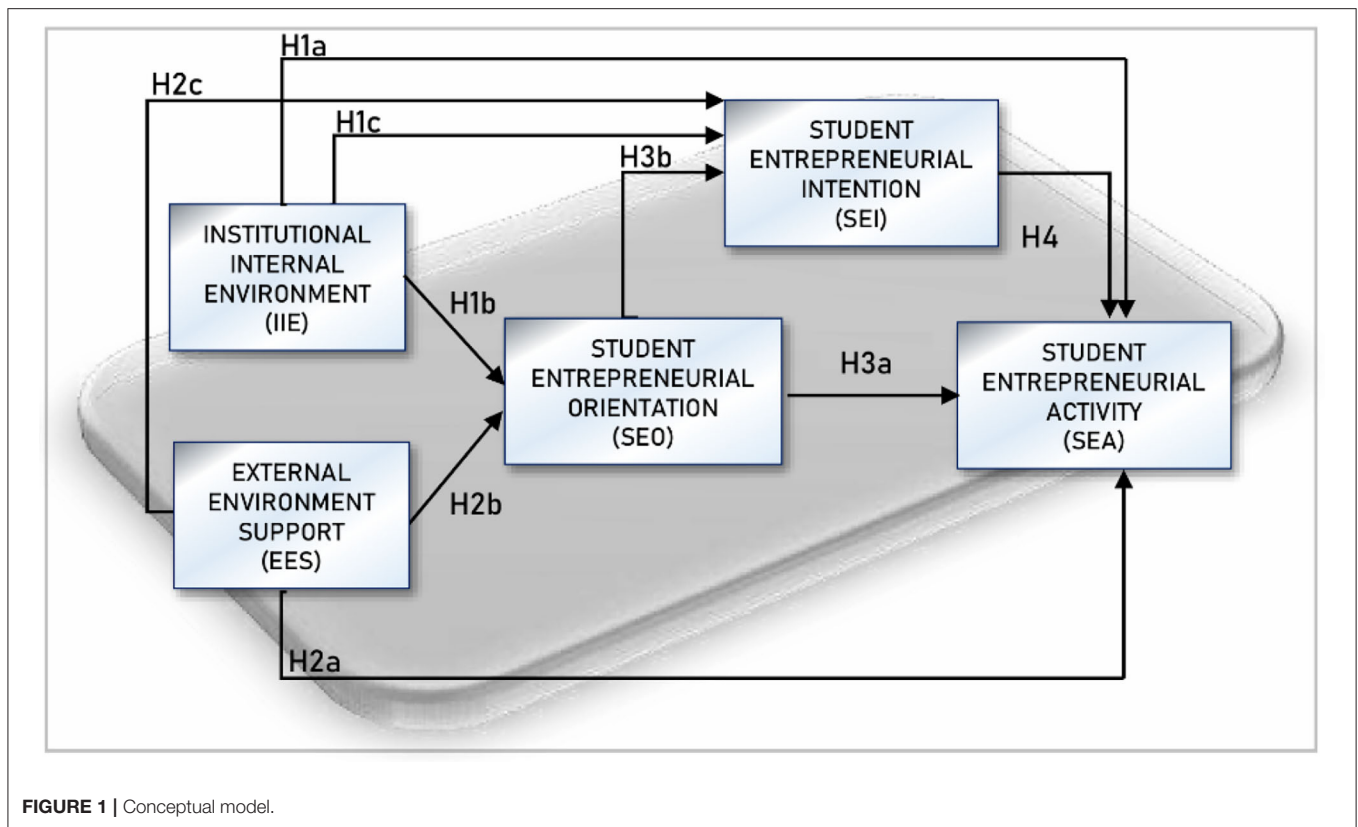 H1a
H2c
H1c
H3b
STUDENT
ENTREPRENEURIAL
INTENTION
(SEI)
INSTITUTIONAL
INTERNAL
ENVIRONMENT
(IIE)
H4
H1b
STUDENT
ENTREPRENEURIAL
ORIENTATION
(SEO)
H3a
STUDENT
ENTREPRENEURIAL
ACTIVITY
(SEA)
EXTERNAL
ENVIRONMENT
SUPPORT
(EES)
H2b
H2a
FIGURE 1 | Conceptual model.